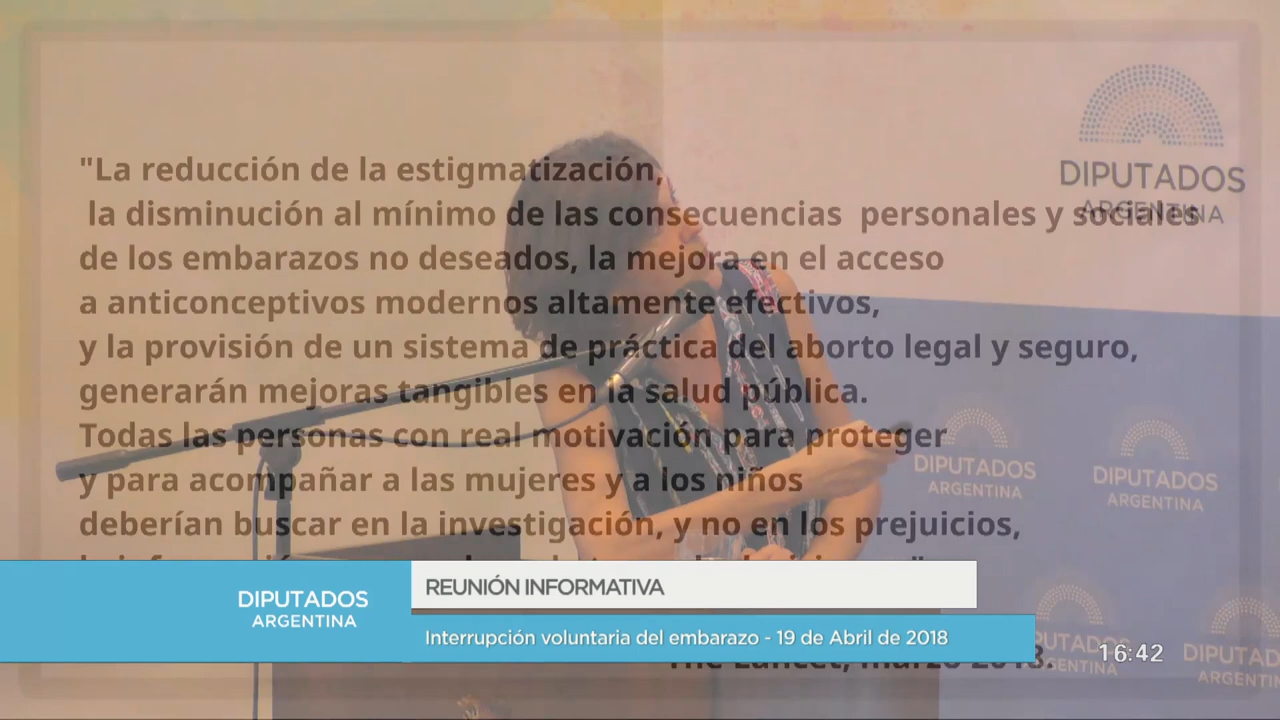 "La reducción de la estigmatización,
la disminución al mínimo de las consecuencias personales y sociales
de los embarazos no deseados, la mejora en el acceso
a anticonceptivos modernos altamente efectivos,
y la provisión de un sistema de práctica del aborto legal y seguro,
generarán mejoras tangibles en la salud pública.
Todas las personas con real motivación para proteger
y para acompañar a las mujeres y a los niños
deberían buscar en la investigación, y no en los prejuicios,
The Lancet, marzo 2018.
DIPUTADOS
ARGENTINA
DIPUTADOS
ARGENTINA
DIPUTADOS
ARGENTINA
DIPUTADOS
ARGENTINA
REUNIÓN INFORMATIVA
Interrupción voluntaria del embarazo - 19 de Abril de 2018
16:42